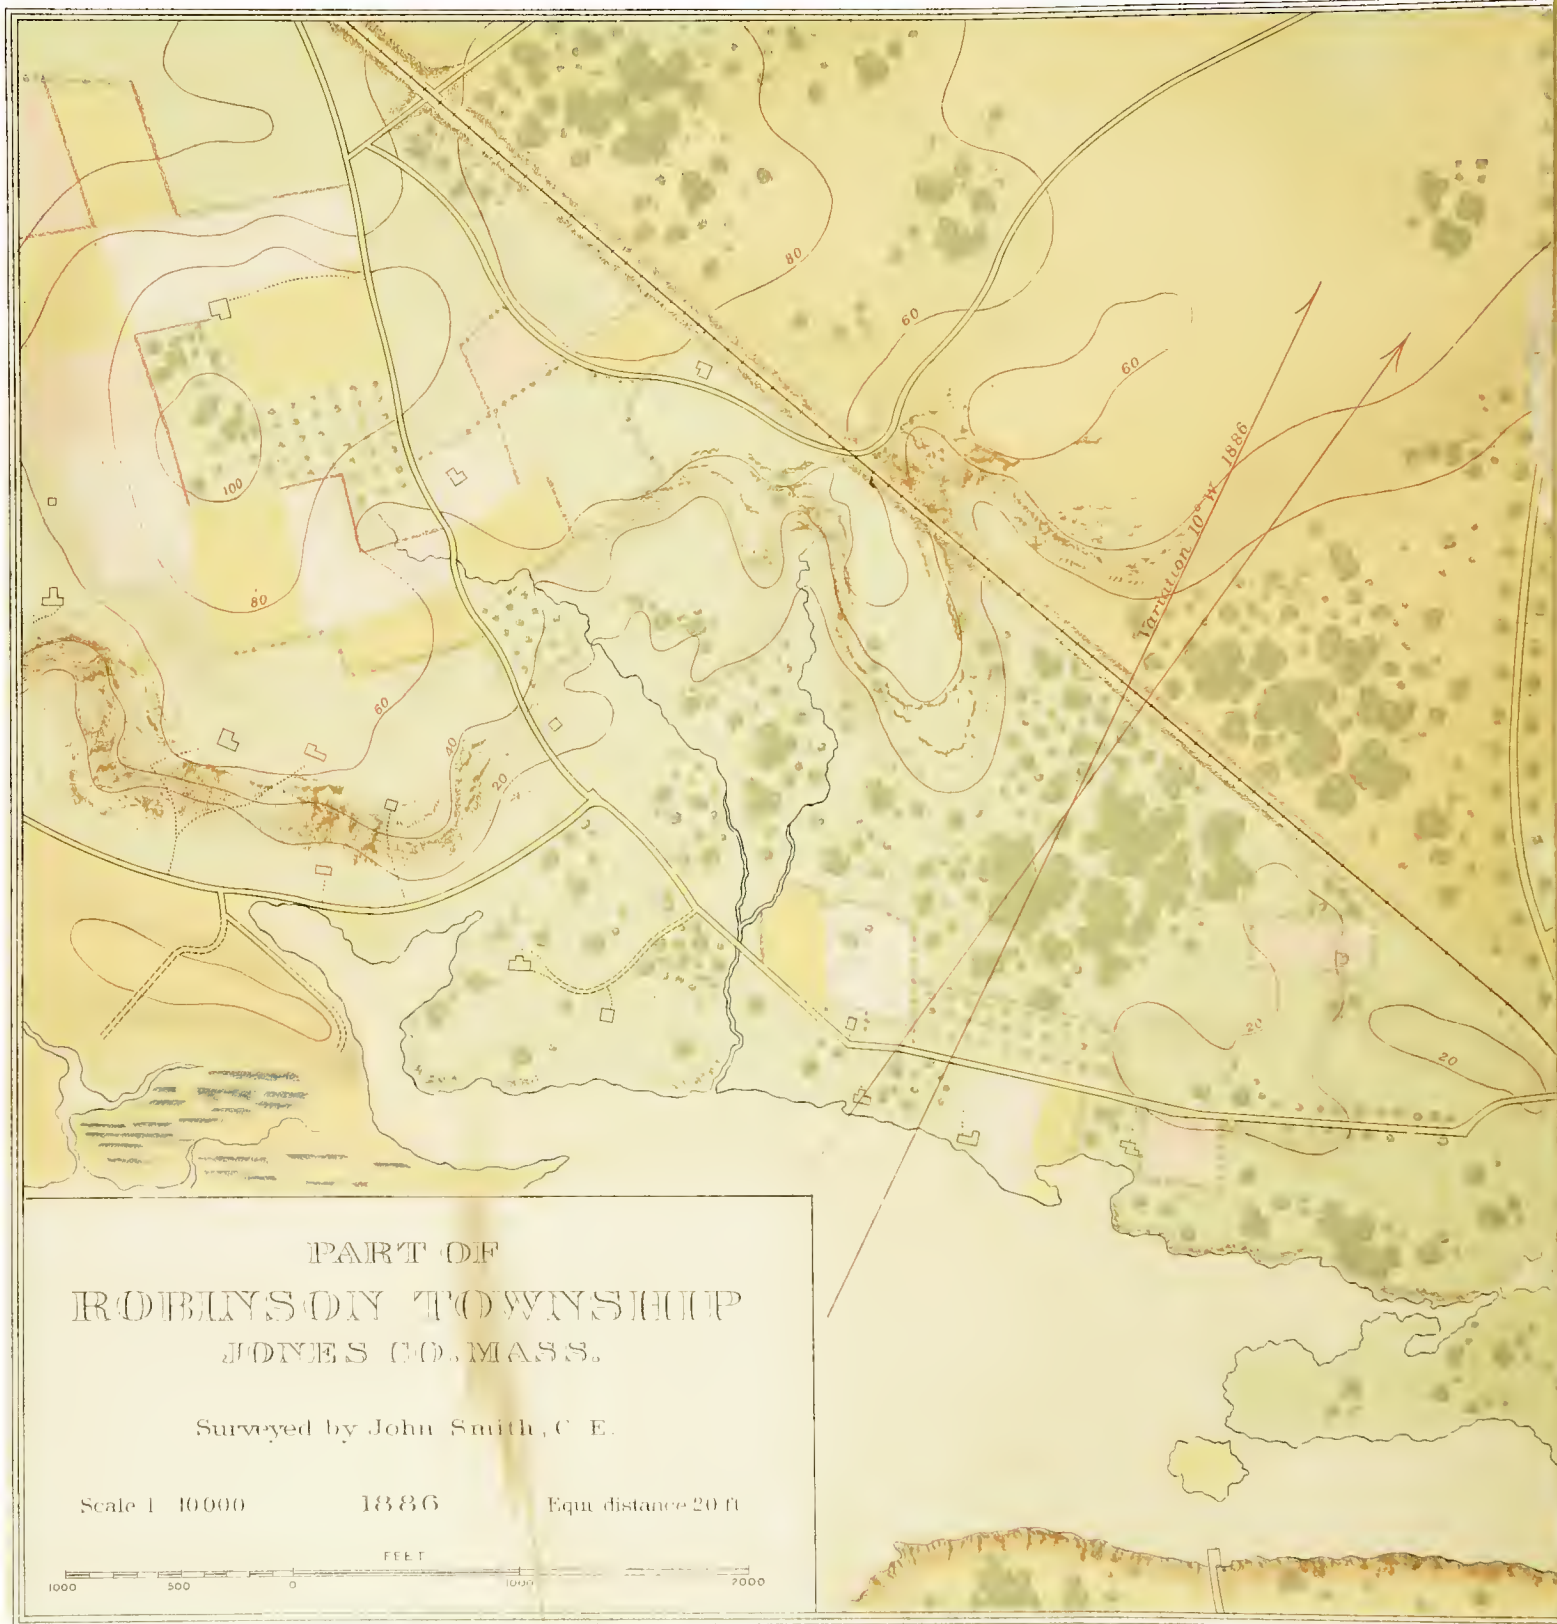 80
60
60
Variation 10° W 1886
100
80
60
40
20
20
20
PART OF
ROBINSON TOWNSHIP
JONES CO. MASS.
Surveyed by John Smith, C E.
Scale 1 10000 1886 Equi distance 20 ft
FEET
1000 500 0 1000 2000